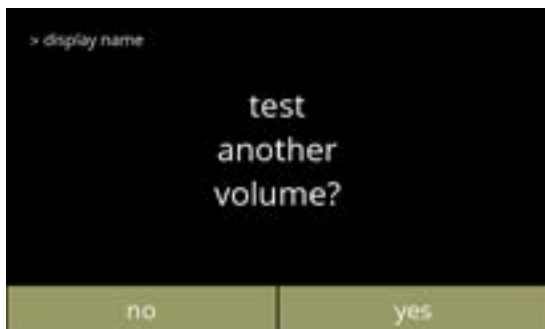 > display name
test
another
volume?
no
yes